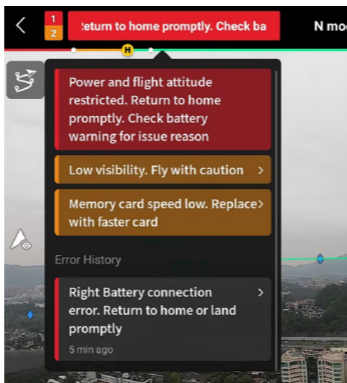 1
2
:eturn to home promptly. Check ba
N mo
H
Power and flight attitude
restricted. Return to home
promptly. Check battery
warning for issue reason
Low visibility. Fly with caution >
Memory card speed low. Replace>
with faster card
Error History
Right Battery connection >
error. Return to home or land
promptly
5 min ago